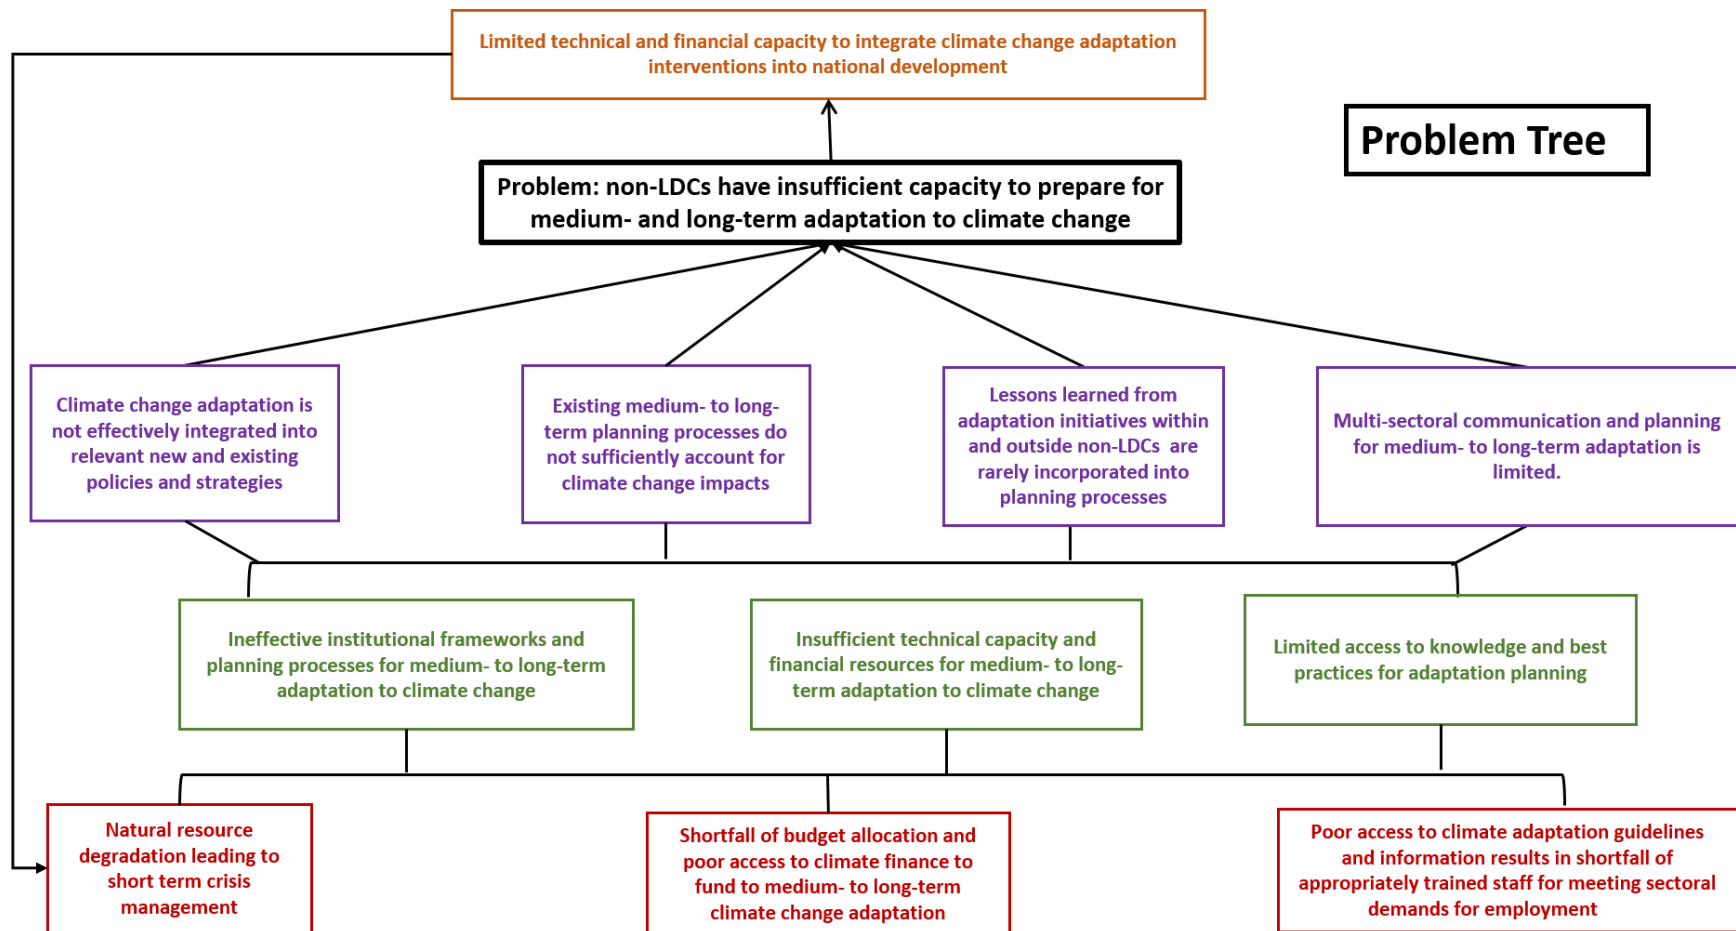 Limited technical and financial capacity to integrate climate change adaptation
interventions into national development
Problem Tree
Problem: non-LDCs have insufficient capacity to prepare for
medium- and long-term adaptation to climate change
Climate change adaptation is
not effectively integrated into
relevant new and existing
policies and strategies
Existing medium- to long-
term planning processes do
not sufficiently account for
climate change impacts
Lessons learned from
adaptation initiatives within
and outside non-LDCs are
rarely incorporated into
planning processes
Multi-sectoral communication and planning
for medium- to long-term adaptation is
limited.
Ineffective institutional frameworks and
planning processes for medium- to long-term
adaptation to climate change
Insufficient technical capacity and
financial resources for medium- to long-
term adaptation to climate change
Limited access to knowledge and best
practices for adaptation planning
Natural resource
degradation leading to
short term crisis
management
Shortfall of budget allocation and
poor access to climate finance to
fund to medium- to long-term
climate change adaptation
Poor access to climate adaptation guidelines
and information results in shortfall of
appropriately trained staff for meeting sectoral
demands for employment